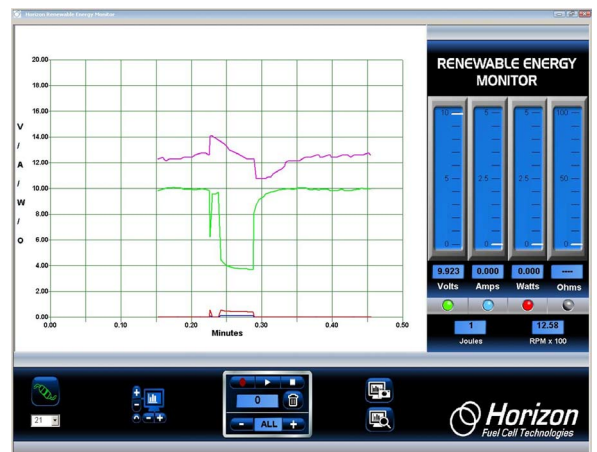 Horizon Renewable Energy Monitor
20.00
18.00
16.00
14.00
12.00
10.00
8.00
6.00
4.00
2.00
0.00
V
/
A
/
W
/
O
0.00 0.10 0.20 0.30 0.40 0.50
Minutes
RENEWABLE ENERGY
MONITOR
10 5 5 100
5 2.5 2.5 50
0 0 0 0
9.923 0.000 0.000 ----
Volts Amps Watts Ohms
1 12.58
Joules RPM x 100
21
0
- ALL +
Horizon
Fuel Cell Technologies